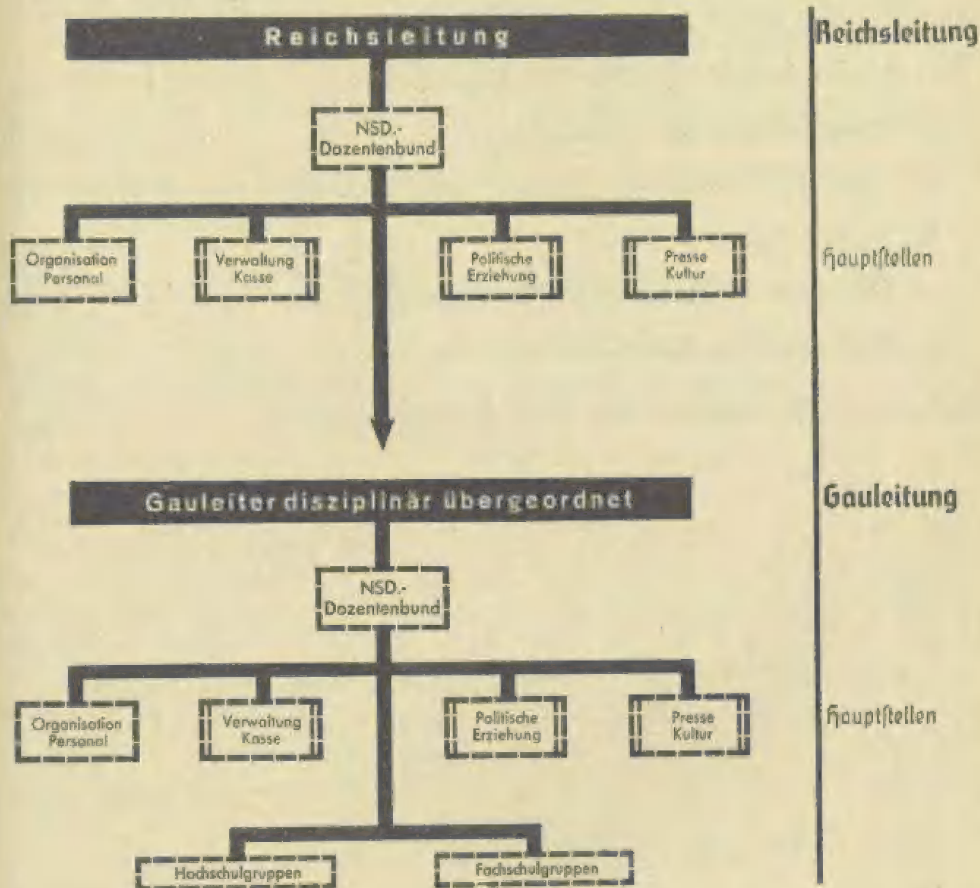 Reichsleitung
Reichsleitung
NSD.-
Dozentenbund
Organisation
Personal
Verwaltung
Kasse
Politische
Erziehung
Presse
Kultur
Hauptstellen
Gauleiter disziplinär übergeordnet
Gauleitung
NSD.-
Dozentenbund
Organisation
Personal
Verwaltung
Kasse
Politische
Erziehung
Presse
Kultur
Hauptstellen
Hochschulgruppen
Fachschulgruppen